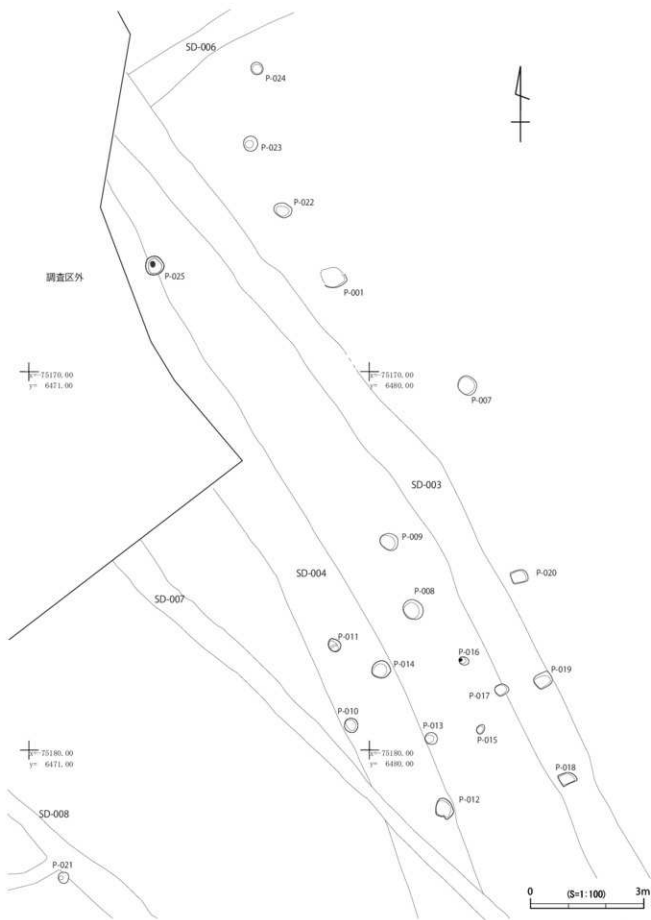 SD-006
P-024
P-023
P-022
調査区外
P-025
P-001
x=-75170.00
y= 6471.00
x=-75170.00
y= 6480.00
P-007
SD-003
P-009
SD-004
P-020
SD-007
P-008
P-011
P-016
P-014
P-019
P-017
P-010
P-013
P-015
x=-75180.00
y= 6471.00
x=-75180.00
y= 6480.00
P-018
P-012
SD-008
P-021
0 (S=1:100) 3m